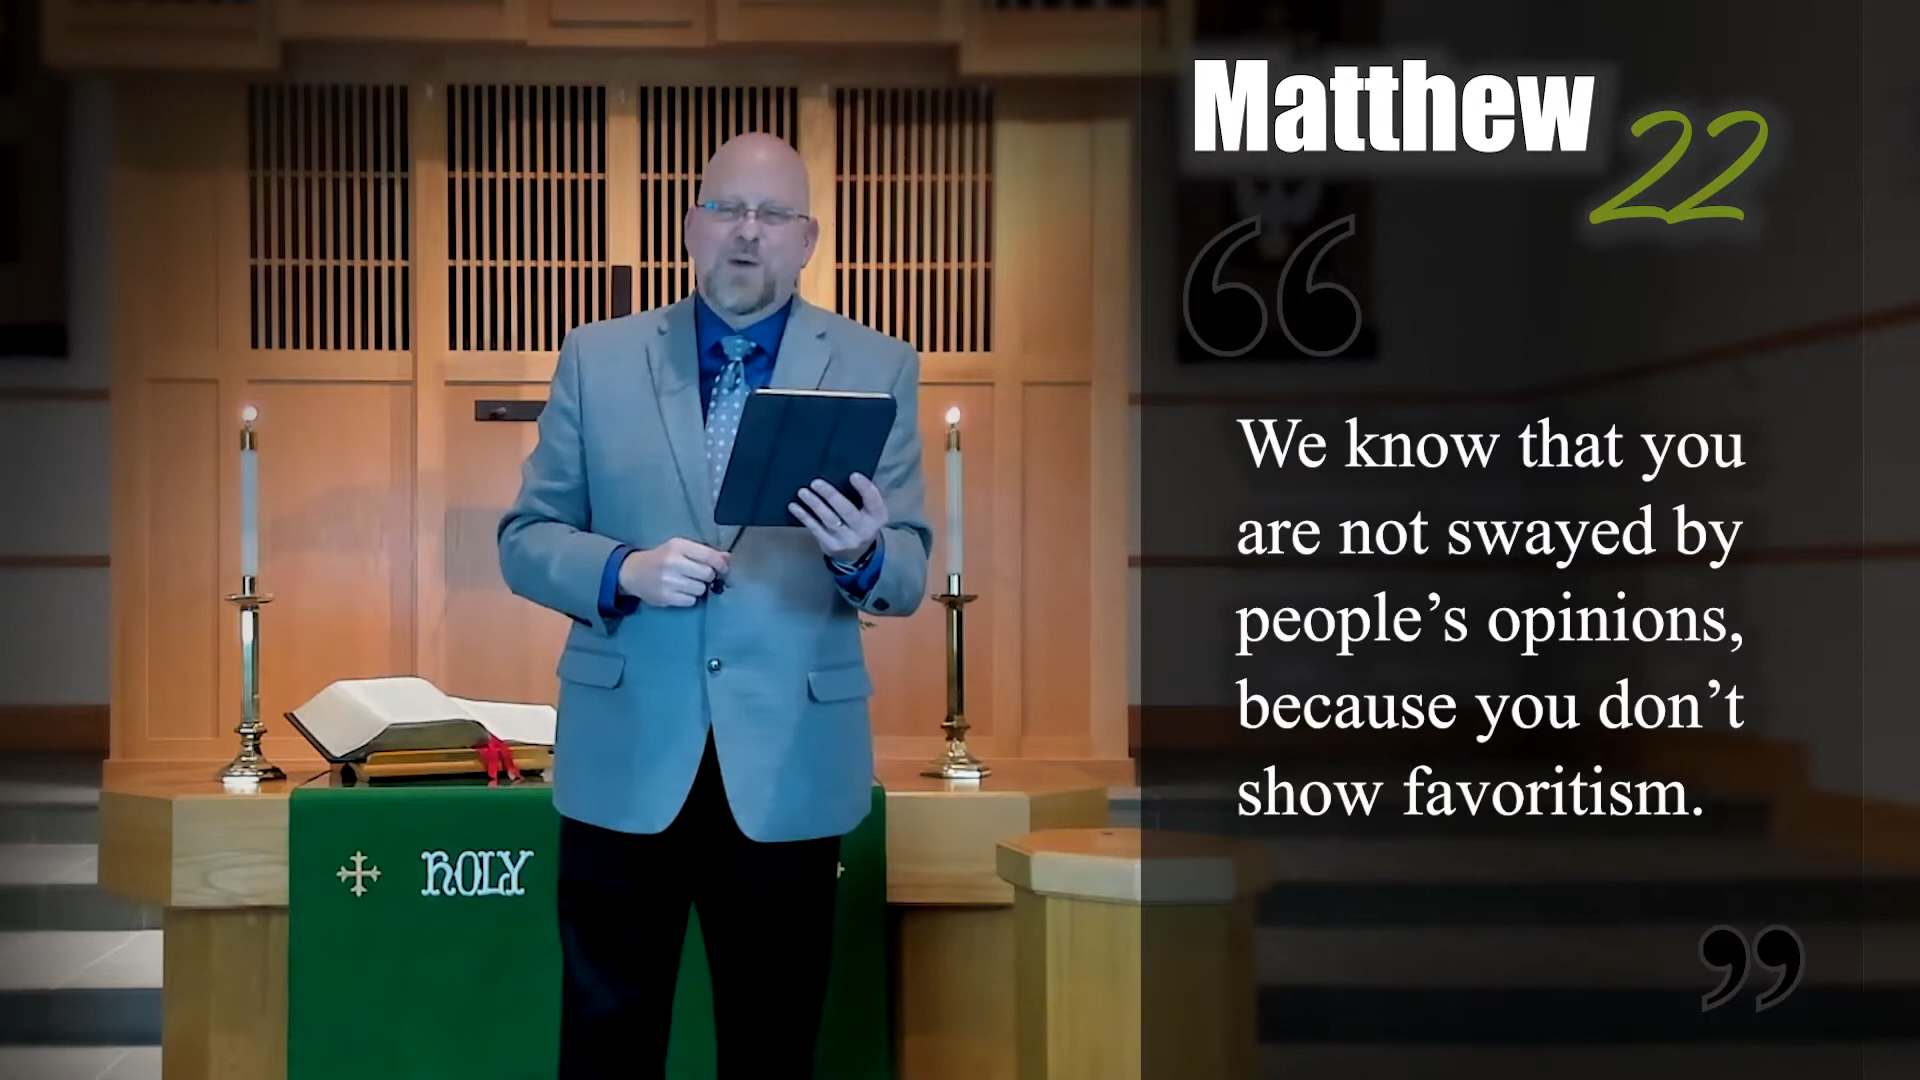 Matthew 22
“
We know that you
are not swayed by
people’s opinions,
because you don’t
show favoritism.
”
HOLY